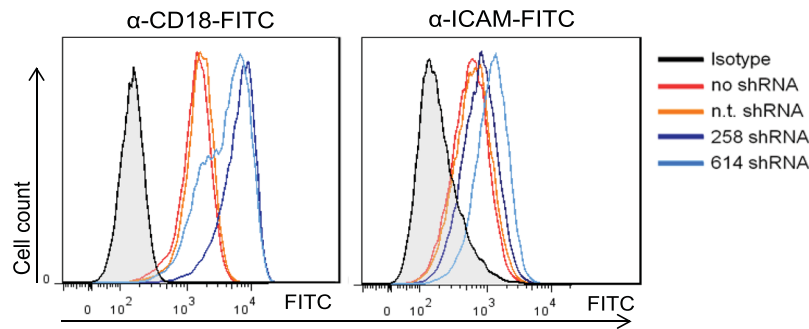 α-CD18-FITC
α-ICAM-FITC
Isotype
no shRNA
n.t. shRNA
258 shRNA
614 shRNA
Cell count
0
0 10² 10³ 10⁴ FITC
0 10² 10³ 10⁴ FITC